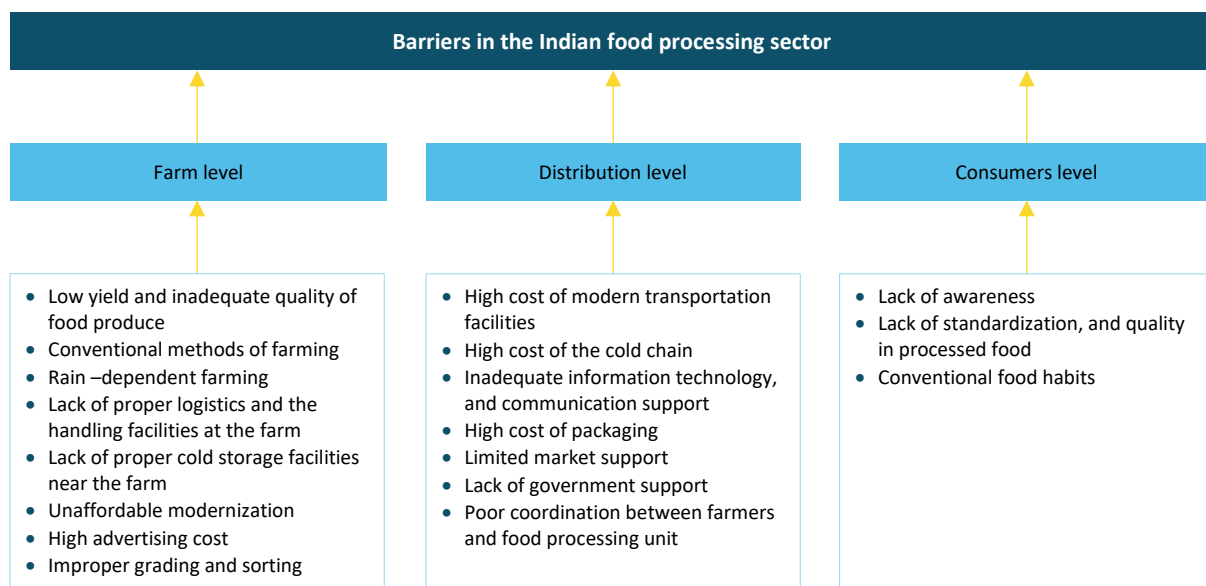 Barriers in the Indian food processing sector
Farm level
Distribution level
Consumers level
• Low yield and inadequate quality of
food produce
• Conventional methods of farming
• Rain –dependent farming
• Lack of proper logistics and the
handling facilities at the farm
• Lack of proper cold storage facilities
near the farm
• Unaffordable modernization
• High advertising cost
• Improper grading and sorting
• High cost of modern transportation
facilities
• High cost of the cold chain
• Inadequate information technology,
and communication support
• High cost of packaging
• Limited market support
• Lack of government support
• Poor coordination between farmers
and food processing unit
• Lack of awareness
• Lack of standardization, and quality
in processed food
• Conventional food habits